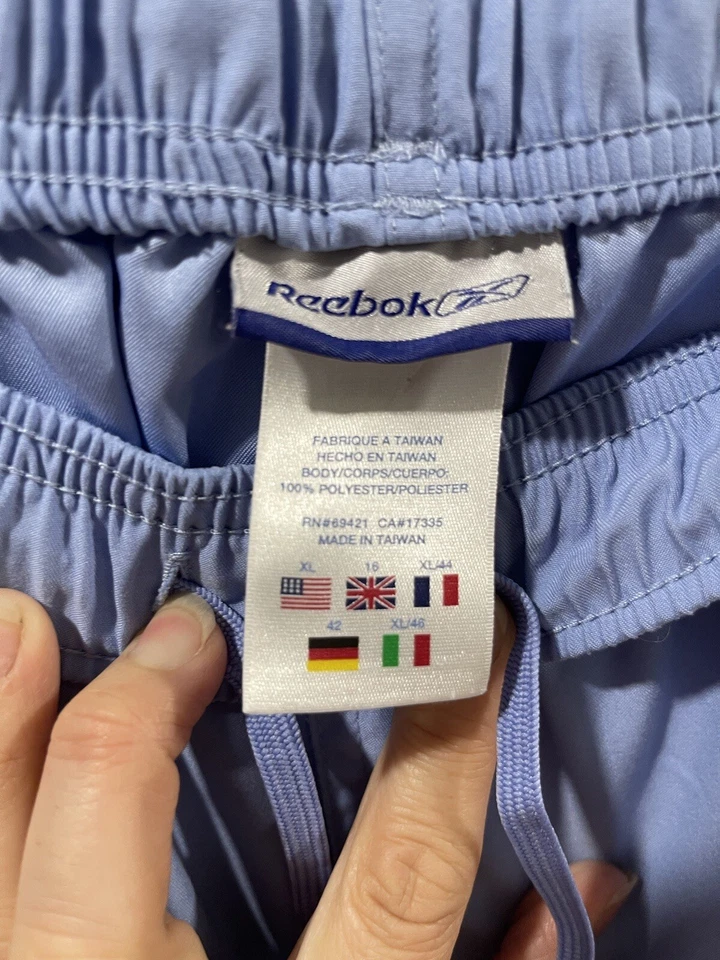 Reebok
FABRIQUE A TAIWAN
HECHO EN TAIWAN
BODY/CORPS/CUERPO:
100% POLYESTER/POLIESTER
RN#69421 CA#17335
MADE IN TAIWAN
XL 16 XL/44
42 XL/46